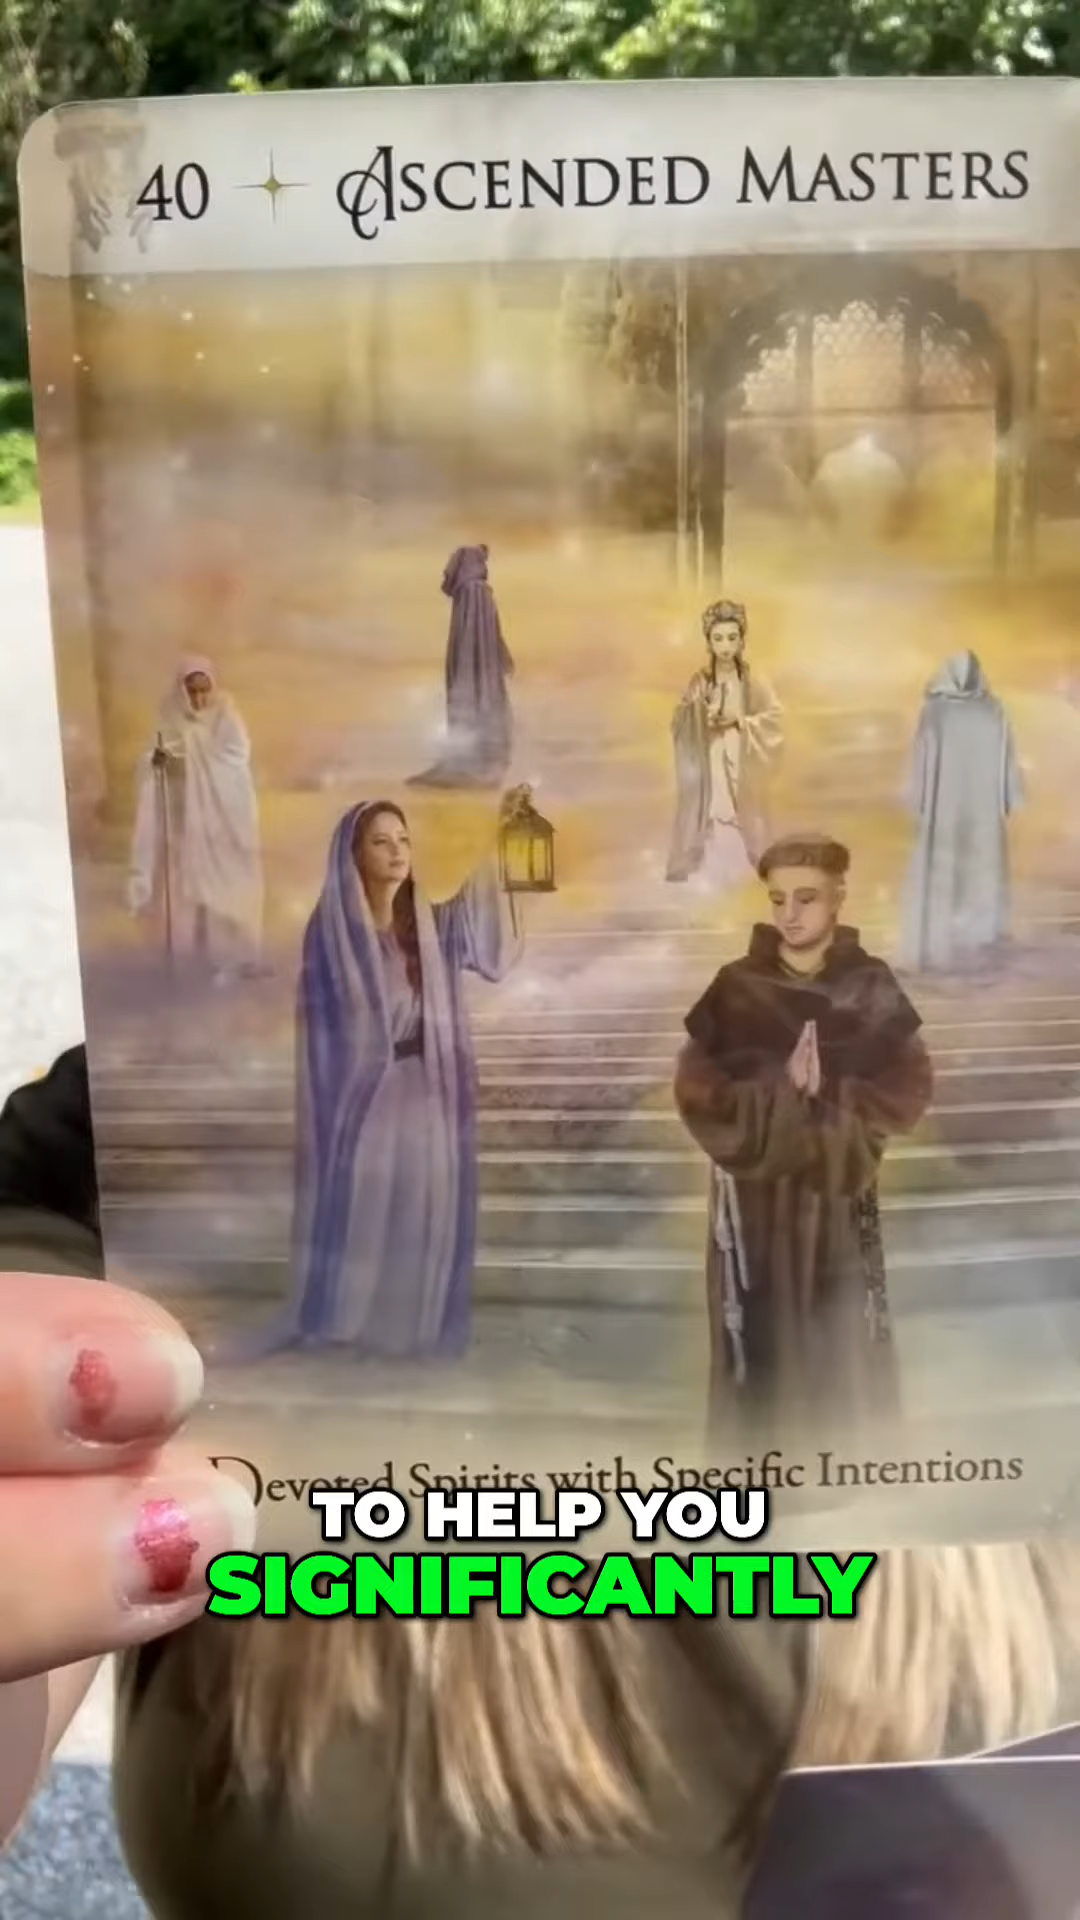 40 ASCENDED MASTERS
Devoted Spirits with Specific Intentions
TO HELP YOU
SIGNIFICANTLY